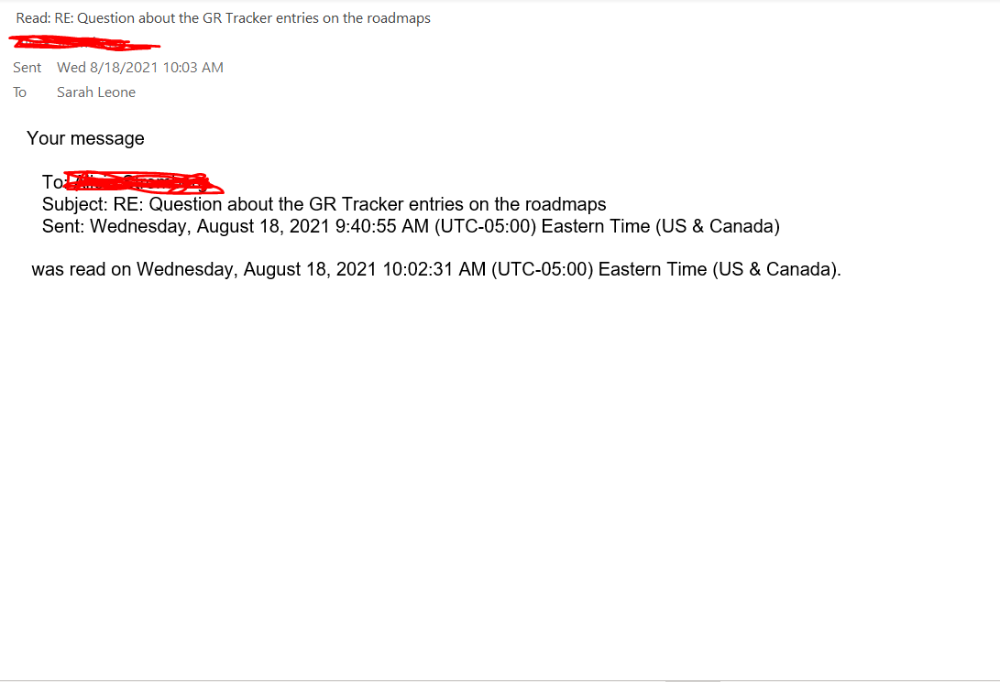 Read: RE: Question about the GR Tracker entries on the roadmaps
Sent Wed 8/18/2021 10:03 AM
To Sarah Leone
Your message
To:
Subject: RE: Question about the GR Tracker entries on the roadmaps
Sent: Wednesday, August 18, 2021 9:40:55 AM (UTC-05:00) Eastern Time (US & Canada)
was read on Wednesday, August 18, 2021 10:02:31 AM (UTC-05:00) Eastern Time (US & Canada).